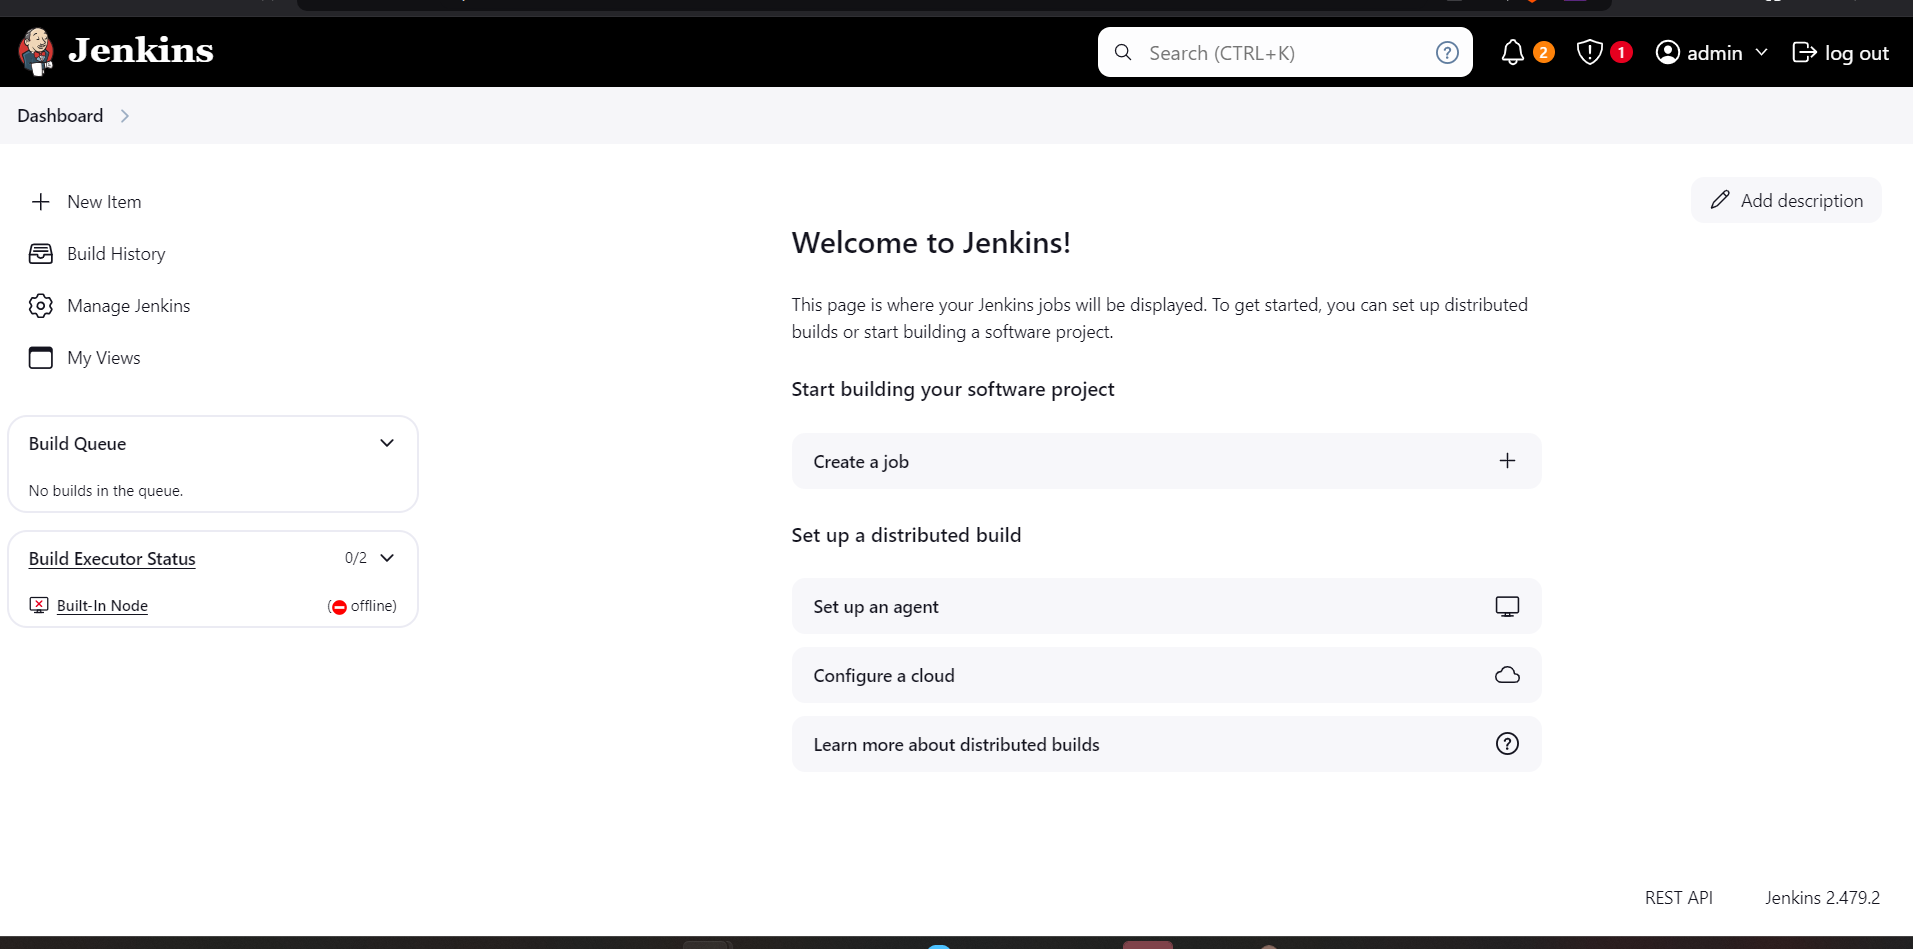 Jenkins
Search (CTRL+K)
?
2
1
admin
log out
Dashboard
New Item
Build History
Manage Jenkins
My Views
Build Queue
No builds in the queue.
Build Executor Status 0/2
Built-In Node ( offline)
Add description
Welcome to Jenkins!
This page is where your Jenkins jobs will be displayed. To get started, you can set up distributed
builds or start building a software project.
Start building your software project
Create a job
Set up a distributed build
Set up an agent
Configure a cloud
Learn more about distributed builds
?
REST API
Jenkins 2.479.2